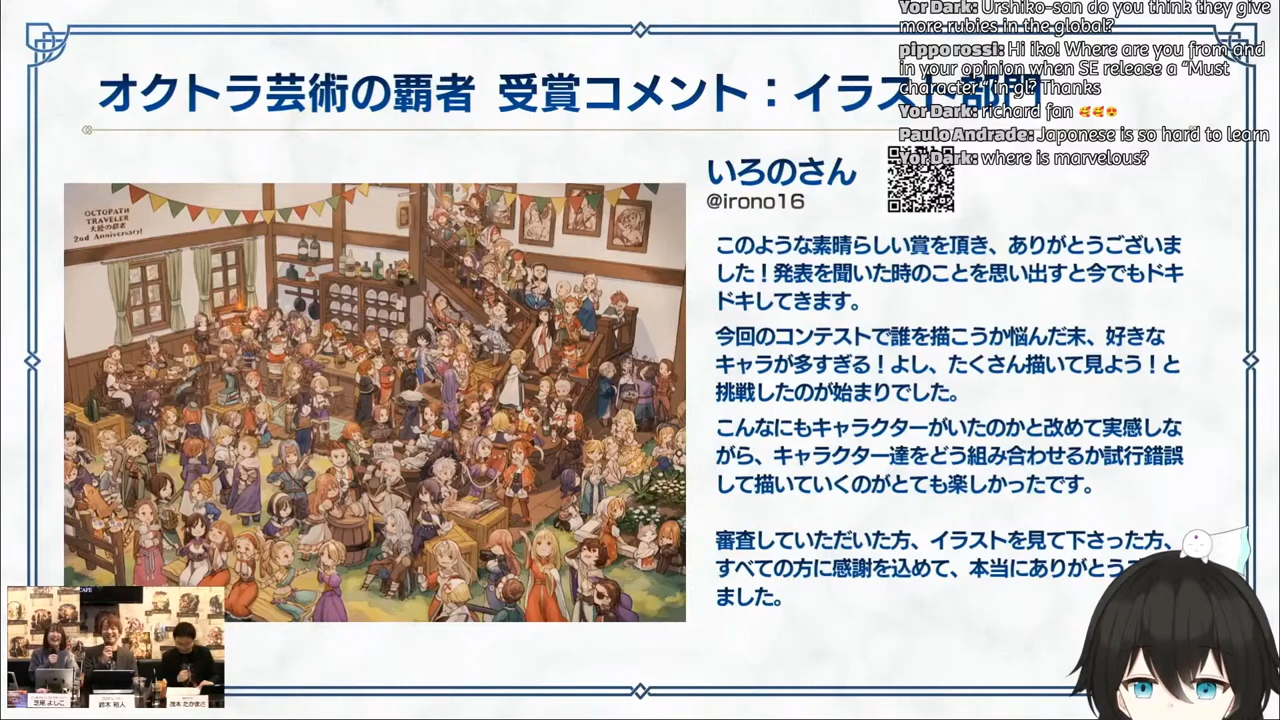 Yor Dark: Urshiko-san do you think they give
more rubies in the global?
pippo rossi: Hi iko! Where are you from and
in your opinion when SE release a "Must
character" in gl? Thanks
Yor Dark: richard fan 🥰🥰😍
Paulo Andrade: Japonese is so hard to learn
Yor Dark: where is marvelous?
オクトラ芸術の覇者 受賞コメント：イラスト部門
OCTOPATH
TRAVELER
大陸の覇者
2nd Anniversary!
いろのさん
@irono16
このような素晴らしい賞を頂き、ありがとうございま
した！発表を聞いた時のことを思い出すと今でもドキ
ドキしてきます。
今回のコンテストで誰を描こうか悩んだ末、好きな
キャラが多すぎる！よし、たくさん描いて見よう！と
挑戦したのが始まりでした。
こんなにもキャラクターがいたのかと改めて実感しな
がら、キャラクター達をどう組み合わせるか試行錯誤
して描いていくのがとても楽しかったです。
審査していただいた方、イラストを見て下さった方、
すべての方に感謝を込めて、本当にありがとう
ました。
CAFE
芝尾 よしこ
鈴木 裕人
茂木 たかまさ